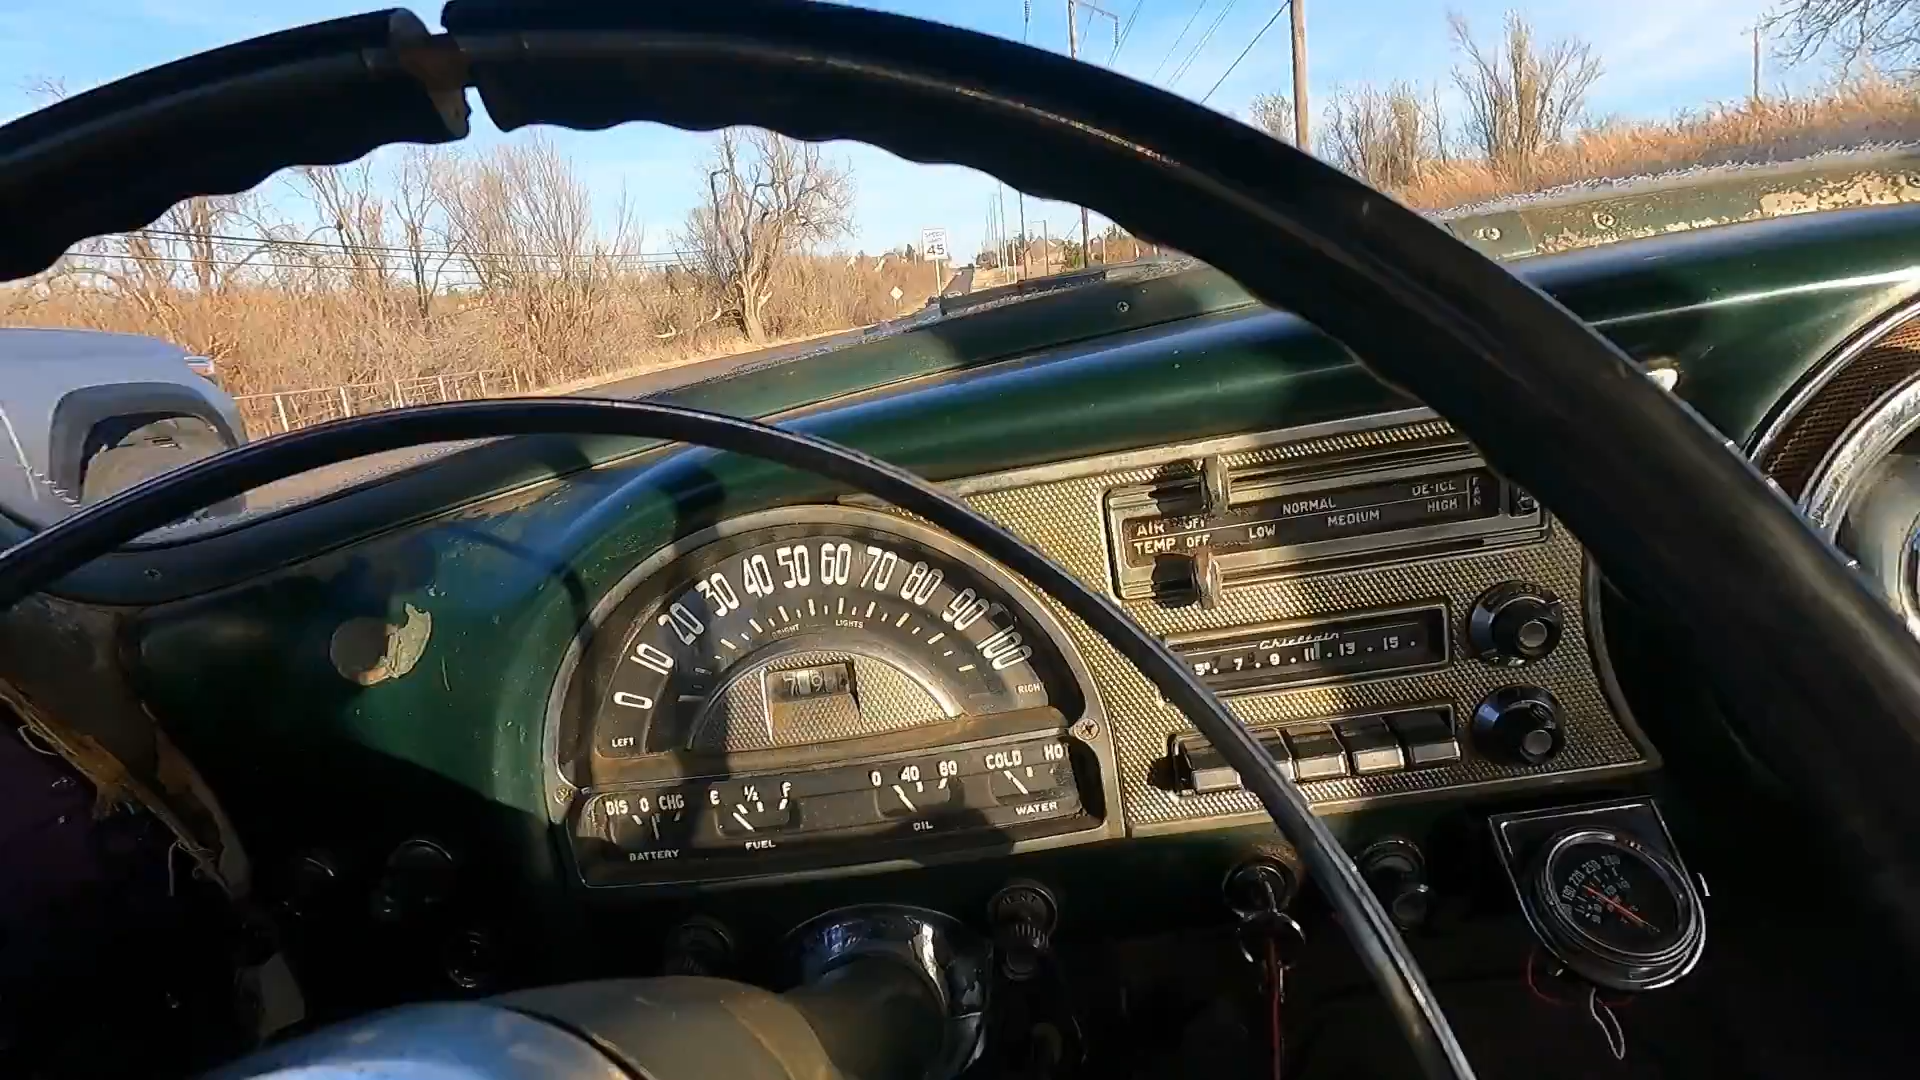 SPEED
LIMIT
45
0 10 20 30 40 50 60 70 80 90 100
BRIGHT LIGHTS
LEFT
RIGHT
DIS 0 CHG
BATTERY
E ½ F
FUEL
0 40 80
OIL
COLD HOT
WATER
AIR OFF NORMAL DE-ICE
TEMP OFF LOW MEDIUM HIGH
FAN
Chieftain
7 9 11 13 15
VENT